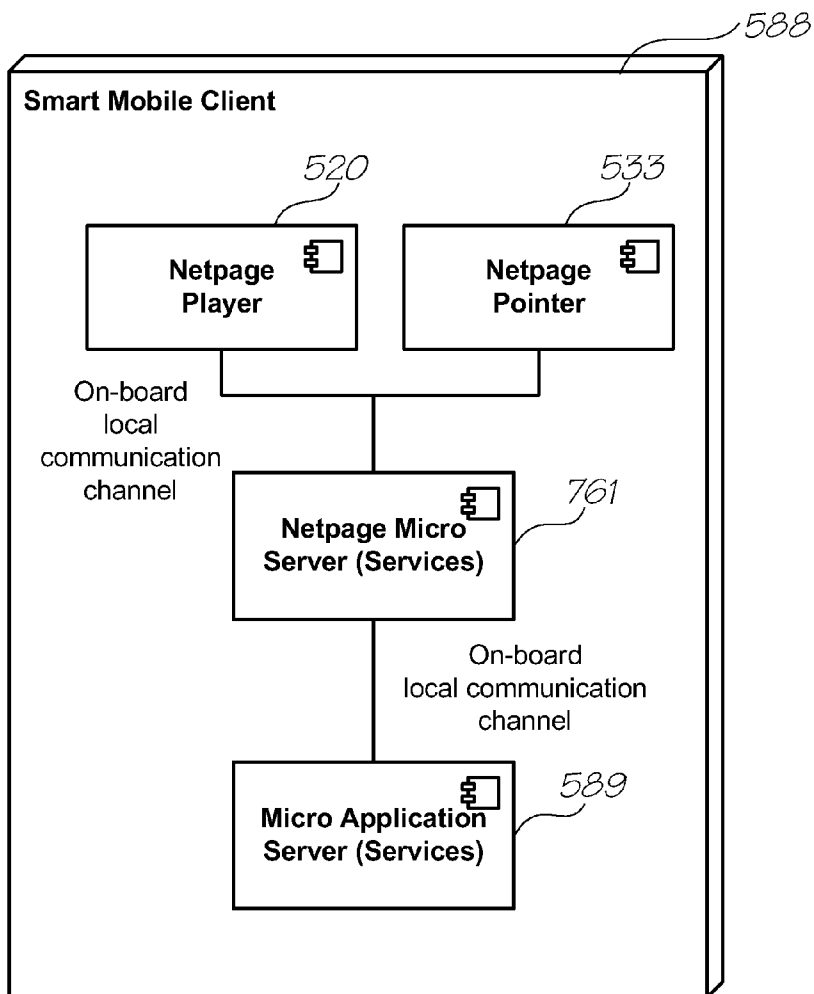 588
Smart Mobile Client
520
533
Netpage
Player
Netpage
Pointer
On-board
local
communication
channel
761
Netpage Micro
Server (Services)
On-board
local communication
channel
589
Micro Application
Server (Services)